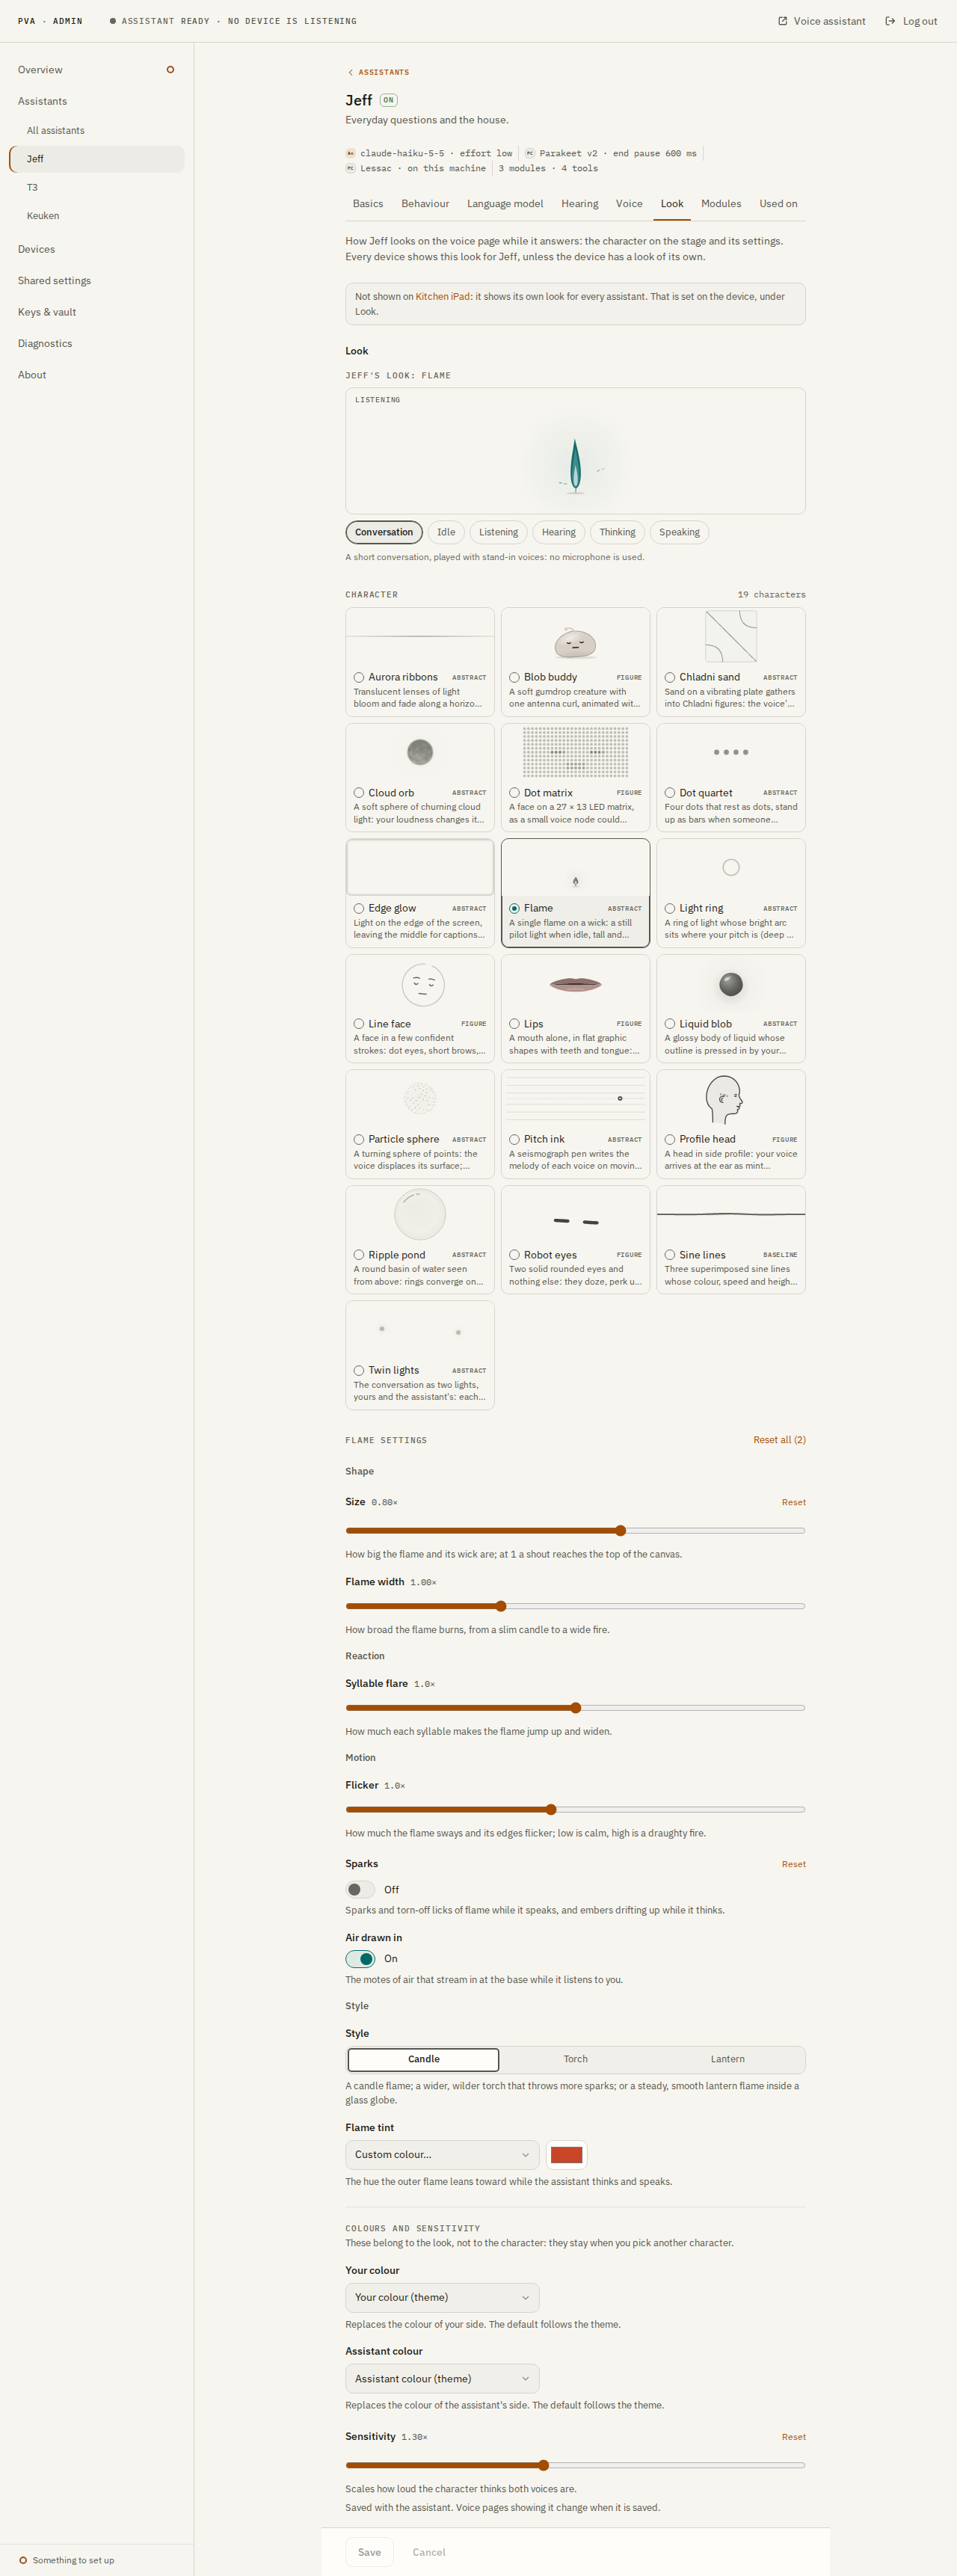 PVA · ADMIN
ASSISTANT READY · NO DEVICE IS LISTENING
Voice assistant
Log out
Overview
Assistants
All assistants
Jeff
T3
Keuken
Devices
Shared settings
Keys & vault
Diagnostics
About
Something to set up
ASSISTANTS
Jeff ON
Everyday questions and the house.
claude-haiku-5-5 · effort low
Parakeet v2 · end pause 600 ms
Lessac · on this machine
3 modules · 4 tools
Basics Behaviour Language model Hearing Voice Look Modules Used on
How Jeff looks on the voice page while it answers: the character on the stage and its settings.
Every device shows this look for Jeff, unless the device has a look of its own.
Not shown on Kitchen iPad: it shows its own look for every assistant. That is set on the device, under
Look.
Look
JEFF'S LOOK: FLAME
LISTENING
Conversation Idle Listening Hearing Thinking Speaking
A short conversation, played with stand-in voices: no microphone is used.
CHARACTER
19 characters
Aurora ribbons ABSTRACT
Translucent lenses of light
bloom and fade along a horizo…
Blob buddy FIGURE
A soft gumdrop creature with
one antenna curl, animated wit…
Chladni sand ABSTRACT
Sand on a vibrating plate gathers
into Chladni figures: the voice'…
Cloud orb ABSTRACT
A soft sphere of churning cloud
light: your loudness changes it…
Dot matrix FIGURE
A face on a 27 × 13 LED matrix,
as a small voice node could…
Dot quartet ABSTRACT
Four dots that rest as dots, stand
up as bars when someone…
Edge glow ABSTRACT
Light on the edge of the screen,
leaving the middle for captions…
Flame ABSTRACT
A single flame on a wick: a still
pilot light when idle, tall and…
Light ring ABSTRACT
A ring of light whose bright arc
sits where your pitch is (deep …
Line face FIGURE
A face in a few confident
strokes: dot eyes, short brows,…
Lips FIGURE
A mouth alone, in flat graphic
shapes with teeth and tongue:…
Liquid blob ABSTRACT
A glossy body of liquid whose
outline is pressed in by your…
Particle sphere ABSTRACT
A turning sphere of points: the
voice displaces its surface;…
Pitch ink ABSTRACT
A seismograph pen writes the
melody of each voice on movin…
Profile head FIGURE
A head in side profile: your voice
arrives at the ear as mint…
Ripple pond ABSTRACT
A round basin of water seen
from above: rings converge on…
Robot eyes FIGURE
Two solid rounded eyes and
nothing else: they doze, perk u…
Sine lines BASELINE
Three superimposed sine lines
whose colour, speed and heigh…
Twin lights ABSTRACT
The conversation as two lights,
yours and the assistant's: each…
FLAME SETTINGS
Reset all (2)
Shape
Size 0.80×
Reset
How big the flame and its wick are; at 1 a shout reaches the top of the canvas.
Flame width 1.00×
How broad the flame burns, from a slim candle to a wide fire.
Reaction
Syllable flare 1.0×
How much each syllable makes the flame jump up and widen.
Motion
Flicker 1.0×
How much the flame sways and its edges flicker; low is calm, high is a draughty fire.
Sparks
Reset
Off
Sparks and torn-off licks of flame while it speaks, and embers drifting up while it thinks.
Air drawn in
On
The motes of air that stream in at the base while it listens to you.
Style
Style
Candle Torch Lantern
A candle flame; a wider, wilder torch that throws more sparks; or a steady, smooth lantern flame inside a
glass globe.
Flame tint
Custom colour...
The hue the outer flame leans toward while the assistant thinks and speaks.
COLOURS AND SENSITIVITY
These belong to the look, not to the character: they stay when you pick another character.
Your colour
Your colour (theme)
Replaces the colour of your side. The default follows the theme.
Assistant colour
Assistant colour (theme)
Replaces the colour of the assistant's side. The default follows the theme.
Sensitivity 1.30×
Reset
Scales how loud the character thinks both voices are.
Saved with the assistant. Voice pages showing it change when it is saved.
Save Cancel